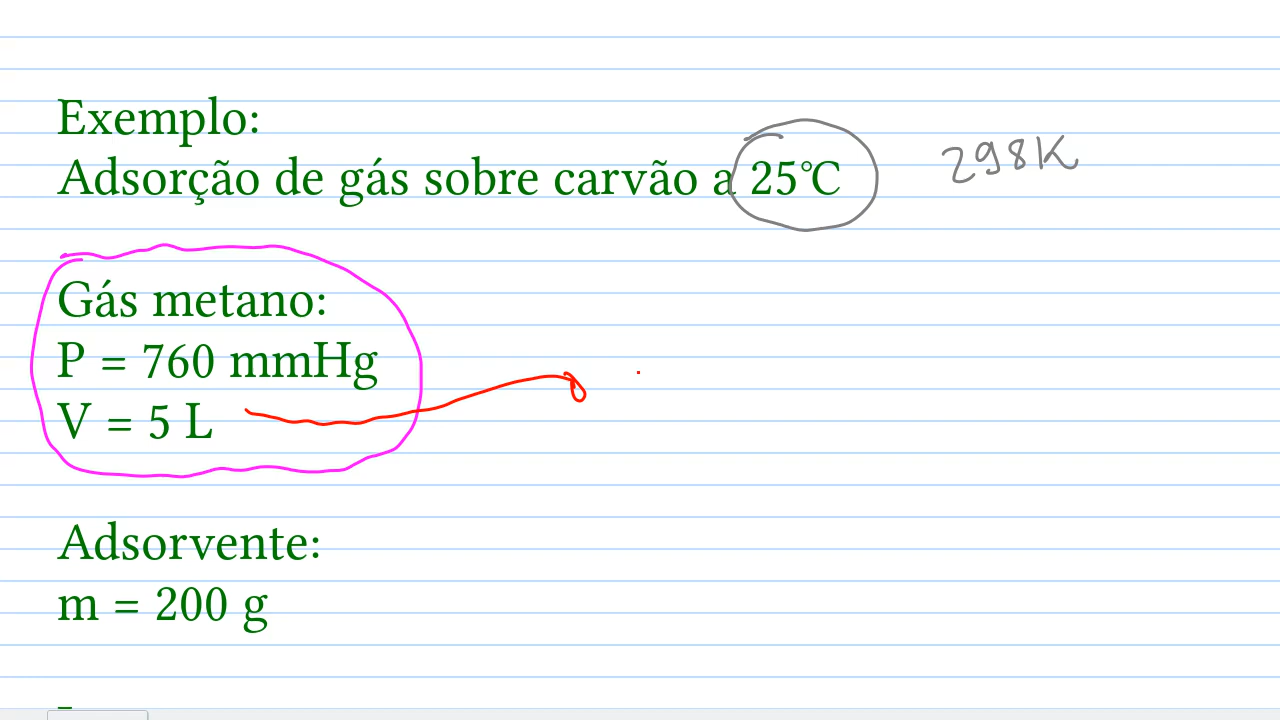 Exemplo:
Adsorção de gás sobre carvão a 25°C 298K
Gás metano:
P = 760 mmHg
V = 5 L
Adsorvente:
m = 200 g